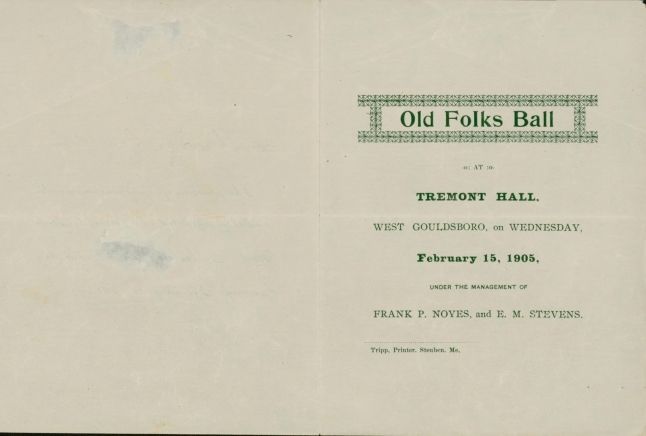 Old Folks Ball
-o: AT :o-
TREMONT HALL,
WEST GOULDSBORO, on WEDNESDAY,
February 15, 1905,
UNDER THE MANAGEMENT OF
FRANK P. NOYES, and E. M. STEVENS.
Tripp, Printer, Steuben, Me.